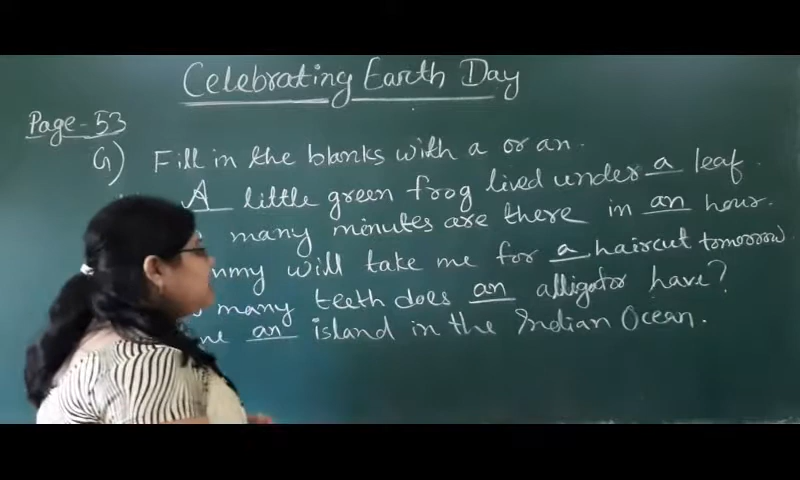 Celebrating Earth Day
Page-53
G) Fill in the blanks with a or an.
A little green frog lived under a leaf.
many minutes are there in an hour.
will take me for a haircut tomorrow
many teeth does an alligator have?
an island in the Indian Ocean.